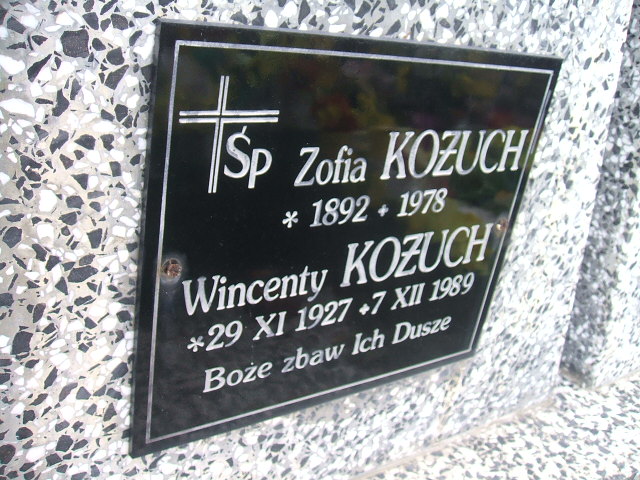 Śp Zofia KOŻUCH
* 1892 + 1978
Wincenty KOŻUCH
* 29 XI 1927 + 7 XII 1989
Boże zbaw Ich Dusze